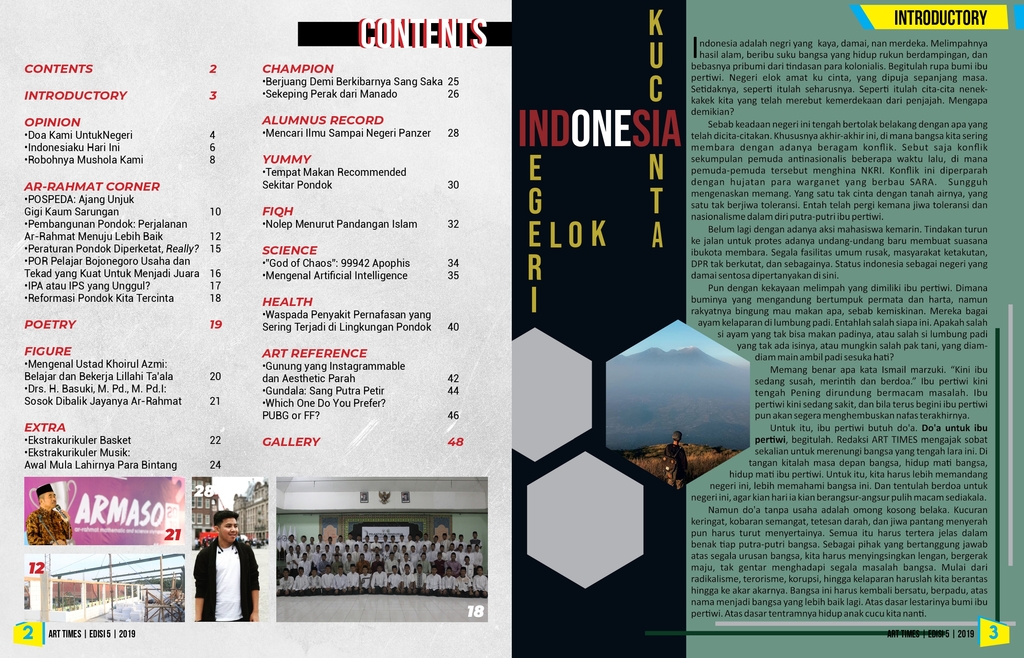 CONTENTS
CONTENTS 2
INTRODUCTORY 3
OPINION
•Doa Kami UntukNegeri 4
•Indonesiaku Hari Ini 6
•Robohnya Mushola Kami 8
AR-RAHMAT CORNER
•POSPEDA: Ajang Unjuk
Gigi Kaum Sarungan 10
•Pembangunan Pondok: Perjalanan
Ar-Rahmat Menuju Lebih Baik 12
•Peraturan Pondok Diperketat, Really? 15
•POR Pelajar Bojonegoro Usaha dan
Tekad yang Kuat Untuk Menjadi Juara 16
•IPA atau IPS yang Unggul? 17
•Reformasi Pondok Kita Tercinta 18
POETRY 19
FIGURE
•Mengenal Ustad Khoirul Azmi:
Belajar dan Bekerja Lillahi Ta'ala 20
•Drs. H. Basuki, M. Pd., M. Pd.I:
Sosok Dibalik Jayanya Ar-Rahmat 21
EXTRA
•Ekstrakurikuler Basket 22
•Ekstrakurikuler Musik:
Awal Mula Lahirnya Para Bintang 24
CHAMPION
•Berjuang Demi Berkibarnya Sang Saka 25
•Sekeping Perak dari Manado 26
ALUMNUS RECORD
•Mencari Ilmu Sampai Negeri Panzer 28
YUMMY
•Tempat Makan Recommended
Sekitar Pondok 30
FIQH
•Nolep Menurut Pandangan Islam 32
SCIENCE
•"God of Chaos": 99942 Apophis 34
•Mengenal Artificial Intelligence 35
HEALTH
•Waspada Penyakit Pernafasan yang
Sering Terjadi di Lingkungan Pondok 40
ART REFERENCE
•Gunung yang Instagrammable
dan Aesthetic Parah 42
•Gundala: Sang Putra Petir 44
•Which One Do You Prefer?
PUBG or FF? 46
GALLERY 48
ARMASO
21
28
12
18
2 ART TIMES | EDISI 5 | 2019
KUCINTA
INDONESIA
NEGERI
ELOK
INTRODUCTORY
Indonesia adalah negri yang kaya, damai, nan merdeka. Melimpahnya
hasil alam, beribu suku bangsa yang hidup rukun berdampingan, dan
bebasnya pribumi dari tindasan para kolonialis. Begitulah rupa bumi ibu
pertiwi. Negeri elok amat ku cinta, yang dipuja sepanjang masa.
Setidaknya, seperti itulah seharusnya. Seperti itulah cita-cita nenek-
kakek kita yang telah merebut kemerdekaan dari penjajah. Mengapa
demikian?
Sebab keadaan negeri ini tengah bertolak belakang dengan apa yang
telah dicita-citakan. Khususnya akhir-akhir ini, di mana bangsa kita sering
membara dengan adanya beragam konflik. Sebut saja konflik
sekumpulan pemuda antinasionalis beberapa waktu lalu, di mana
pemuda-pemuda tersebut menghina NKRI. Konflik ini diperparah
dengan hujatan para warganet yang berbau SARA. Sungguh
mengenaskan memang. Yang satu tak cinta dengan tanah airnya, yang
satu tak berjiwa toleransi. Entah telah pergi kemana jiwa toleransi dan
nasionalisme dalam diri putra-putri ibu pertiwi.
Belum lagi dengan adanya aksi mahasiswa kemarin. Tindakan turun
ke jalan untuk protes adanya undang-undang baru membuat suasana
ibukota membara. Segala fasilitas umum rusak, masyarakat ketakutan,
DPR tak berkutat, dan sebagainya. Status indonesia sebagai negeri yang
damai sentosa dipertanyakan di sini.
Pun dengan kekayaan melimpah yang dimiliki ibu pertiwi. Dimana
buminya yang mengandung bertumpuk permata dan harta, namun
rakyatnya bingung mau makan apa, sebab kemiskinan. Mereka bagai
ayam kelaparan di lumbung padi. Entahlah salah siapa ini. Apakah salah
si ayam yang tak bisa makan padinya, atau salah si lumbung padi
yang tak ada isinya, atau mungkin salah pak tani, yang diam-
diam main ambil padi sesuka hati?
Memang benar apa kata Ismail marzuki. "Kini ibu
sedang susah, merintih dan berdoa." Ibu pertiwi kini
tengah Pening dirundung bermacam masalah. Ibu
pertiwi kini sedang sakit, dan bila terus begini ibu pertiwi
pun akan segera menghembuskan nafas terakhirnya.
Untuk itu, ibu pertiwi butuh do'a. Do'a untuk ibu
pertiwi, begitulah. Redaksi ART TIMES mengajak sobat
sekalian untuk merenungi bangsa yang tengah lara ini. Di
tangan kitalah masa depan bangsa, hidup mati bangsa,
hidup mati ibu pertiwi. Untuk itu, kita harus lebih memandang
negeri ini, lebih memahami bangsa ini. Dan tentulah berdoa untuk
negeri ini, agar kian hari ia kian berangsur-angsur pulih macam sediakala.
Namun do'a tanpa usaha adalah omong kosong belaka. Kucuran
keringat, kobaran semangat, tetesan darah, dan jiwa pantang menyerah
pun harus turut menyertainya. Semua itu harus tertera jelas dalam
benak tiap putra-putri bangsa. Sebagai pihak yang bertanggung jawab
atas segala urusan bangsa, kita harus menyingsingkan lengan, bergerak
maju, tak gentar menghadapi segala masalah bangsa. Mulai dari
radikalisme, terorisme, korupsi, hingga kelaparan haruslah kita berantas
hingga ke akar akarnya. Bangsa ini harus kembali bersatu, berpadu, atas
nama menjadi bangsa yang lebih baik lagi. Atas dasar lestarinya bumi ibu
pertiwi. Atas dasar tentramnya hidup anak cucu kita nanti.
ART TIMES | EDISI 5 | 2019 3